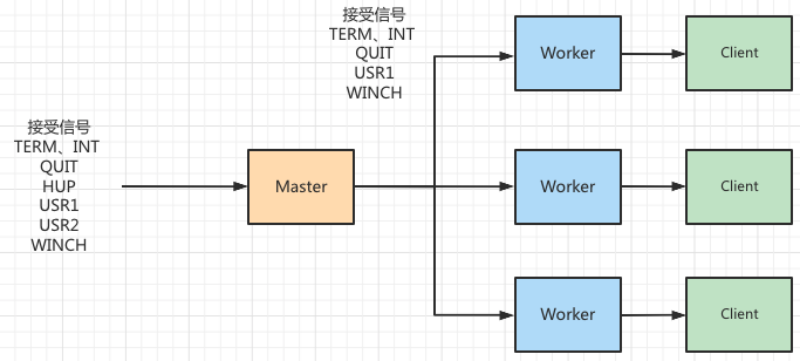 接受信号
TERM、INT
QUIT
USR1
WINCH
Worker
Client
接受信号
TERM、INT
QUIT
HUP
USR1
USR2
WINCH
Master
Worker
Client
Worker
Client